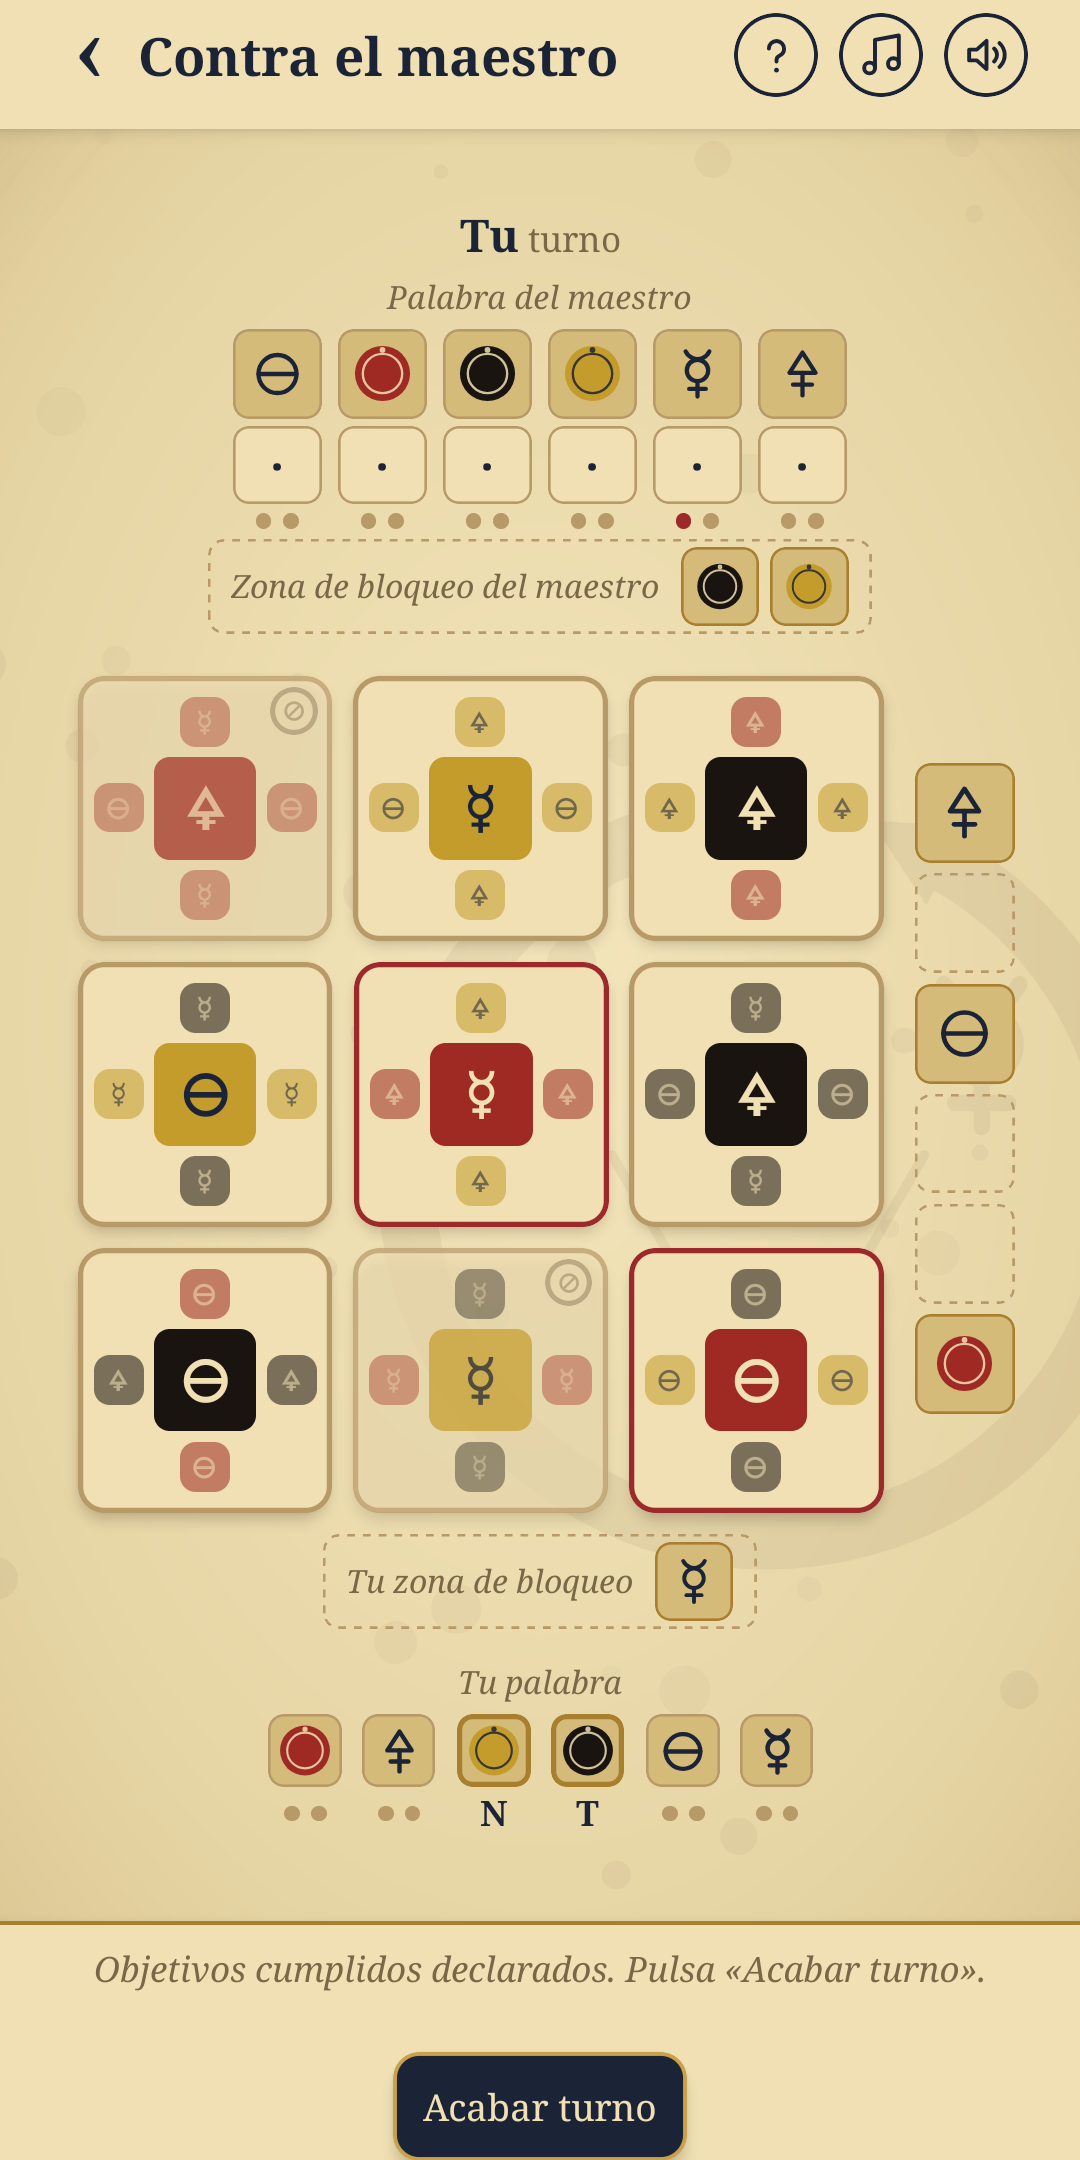 Contra el maestro
?
Tu turno
Palabra del maestro
Zona de bloqueo del maestro
Tu zona de bloqueo
Tu palabra
N T
Objetivos cumplidos declarados. Pulsa «Acabar turno».
Acabar turno